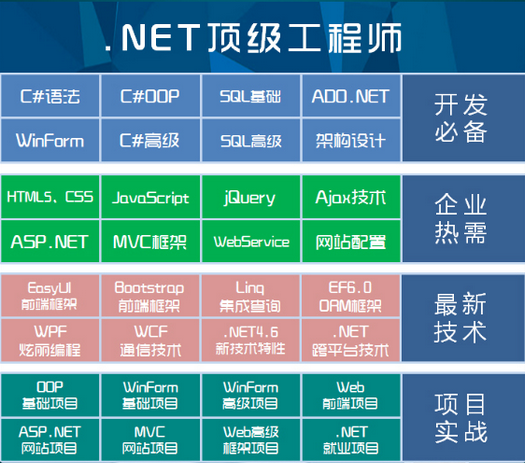 .NET顶级工程师
C#语法 C#OOP SQL基础 ADO.NET
开发
必备
WinForm C#高级 SQL高级 架构设计
HTML5、CSS JavaScript jQuery Ajax技术
企业
热需
ASP.NET MVC框架 WebService 网站配置
EasyUI Bootstrap Linq EF6.0
前端框架 前端框架 集成查询 ORM框架
最新
技术
WPF WCF .NET4.6 .NET
炫丽编程 通信技术 新技术特性 跨平台技术
OOP WinForm WinForm Web
基础项目 基础项目 高级项目 前端项目
项目
实战
ASP.NET MVC Web高级 .NET
网站项目 网站项目 框架项目 就业项目